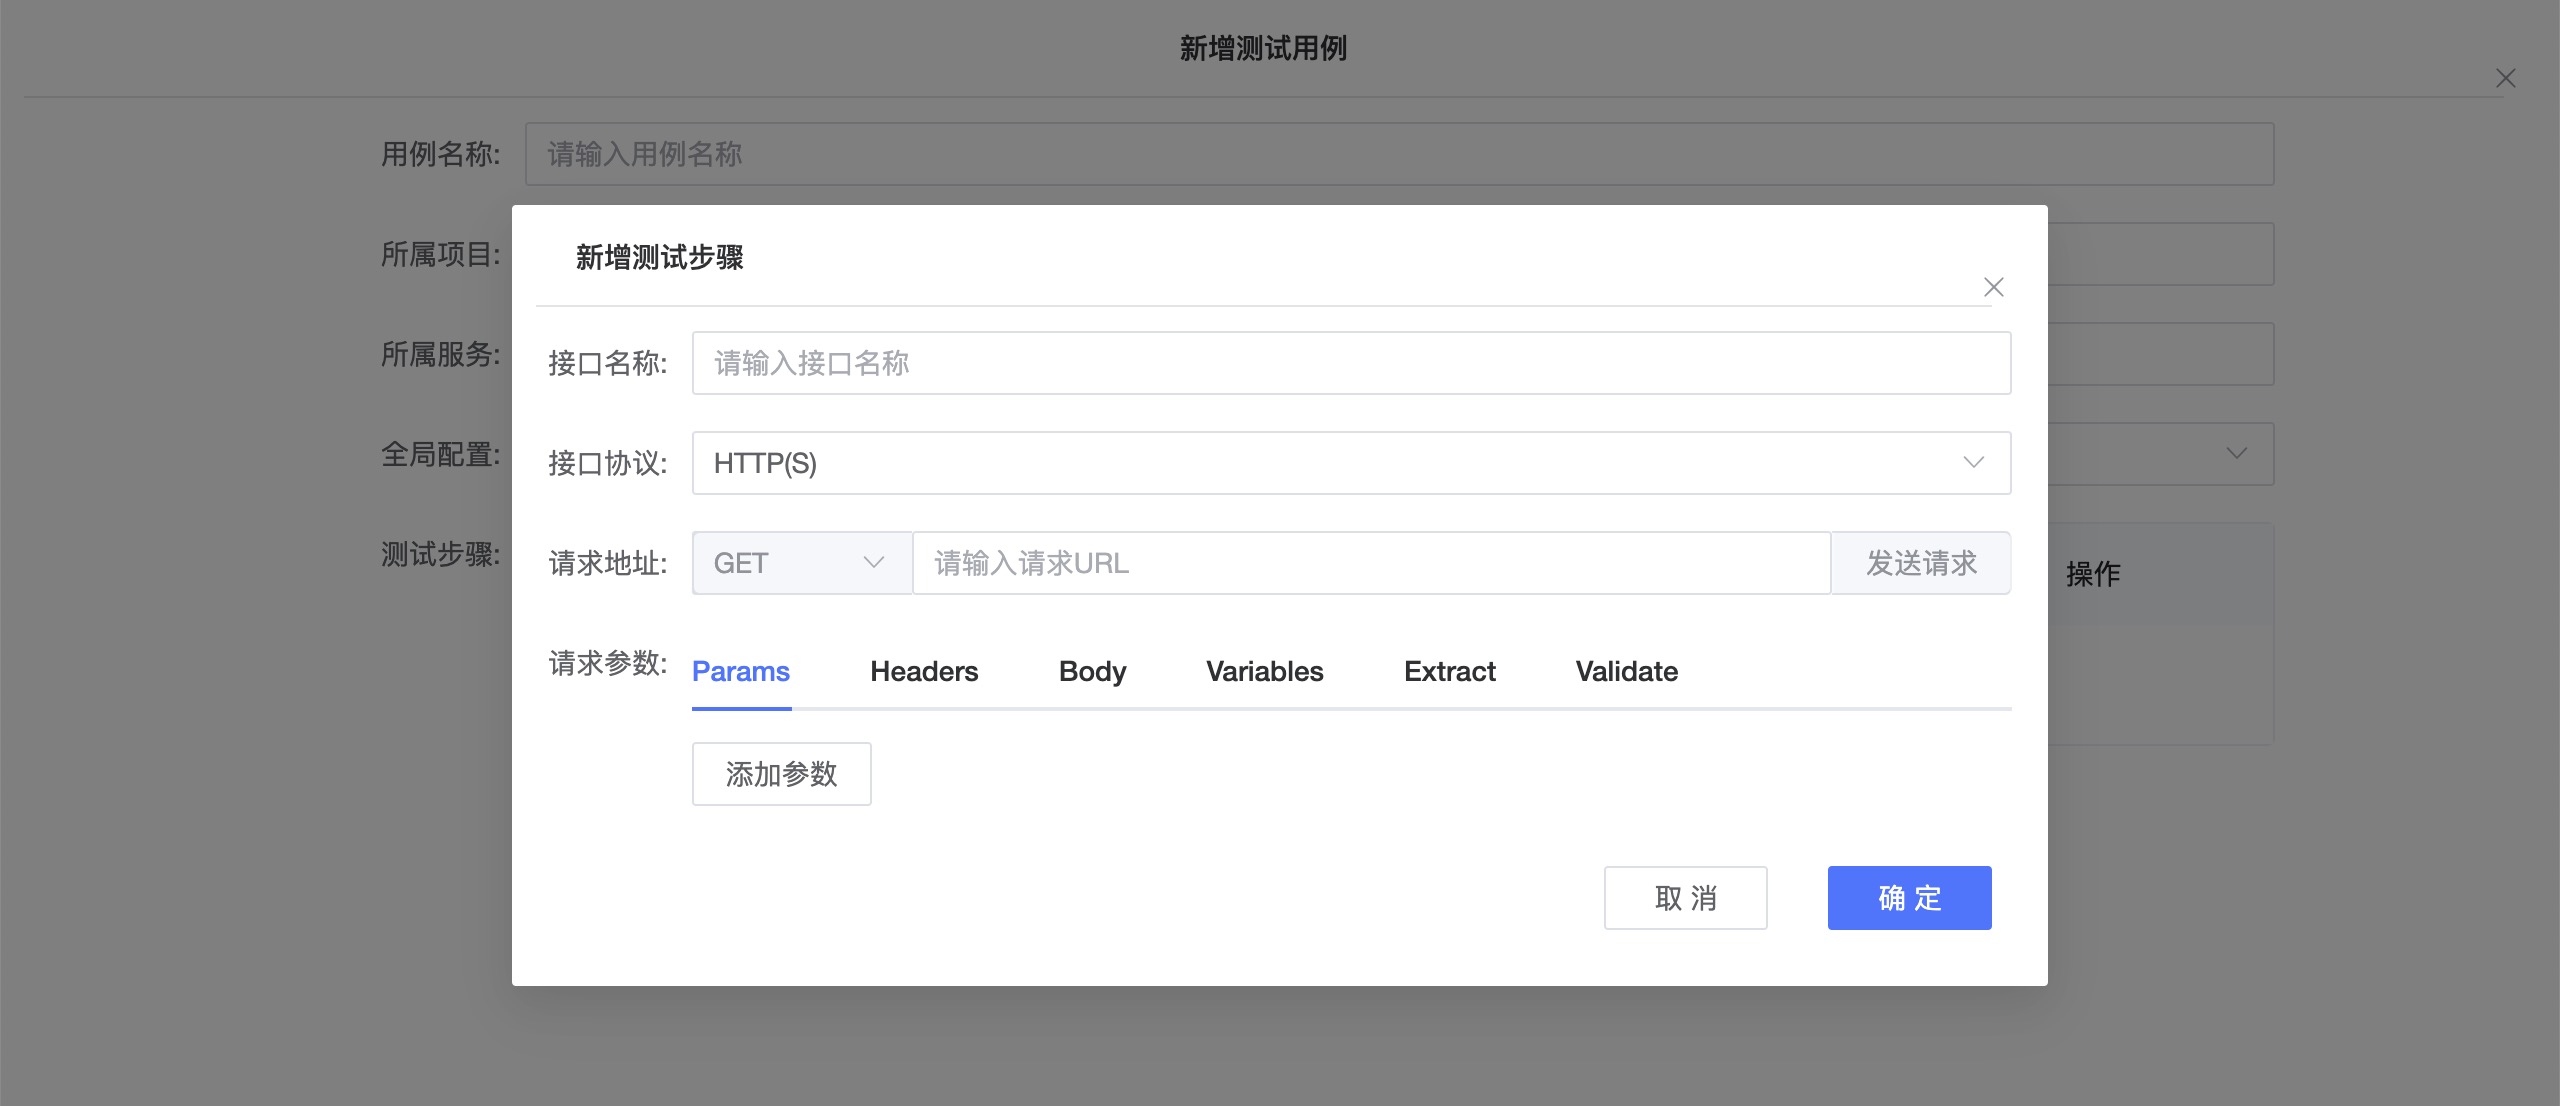 新增测试用例
用例名称: 请输入用例名称
所属项目:
所属服务:
全局配置:
测试步骤:
操作
新增测试步骤
接口名称: 请输入接口名称
接口协议: HTTP(S)
请求地址: GET 请输入请求URL 发送请求
请求参数: Params Headers Body Variables Extract Validate
添加参数
取 消 确 定